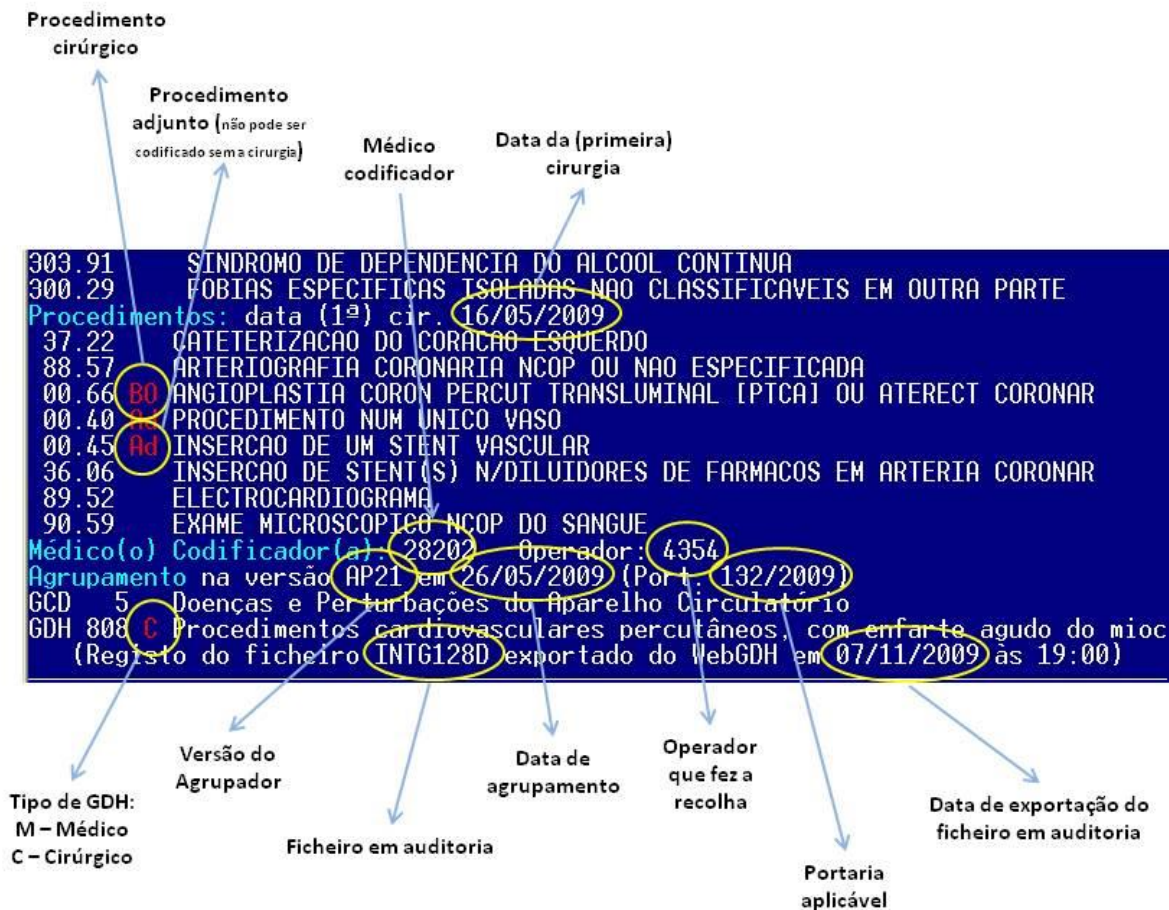 Procedimento
cirúrgico
Procedimento
adjunto (não pode ser
codificado sem a cirurgia)
Médico
codificador
Data da (primeira)
cirurgia
303.91 SINDROMO DE DEPENDENCIA DO ALCOOL CONTINUA
300.29 FOBIAS ESPECIFICAS ISOLADAS NAO CLASSIFICAVEIS EM OUTRA PARTE
Procedimentos: data (1ª) cir. 16/05/2009
37.22 CATETERIZACAO DO CORACAO ESQUERDO
88.57 ARTERIOGRAFIA CORONARIA NCOP OU NAO ESPECIFICADA
00.66 BO ANGIOPLASTIA CORON PERCUT TRANSLUMINAL [PTCA] OU ATERECT CORONAR
00.40 Ad PROCEDIMENTO NUM UNICO VASO
00.45 Ad INSERCAO DE UM STENT VASCULAR
36.06 INSERCAO DE STENT(S) N/DILUIDORES DE FARMACOS EM ARTERIA CORONAR
89.52 ELECTROCARDIOGRAMA
90.59 EXAME MICROSCOPICO NCOP DO SANGUE
Médico(o) Codificador(a): 28202 Operador: 4354
Agrupamento na versão AP21 em 26/05/2009 (Port. 132/2009)
GCD 5 Doenças e Perturbações do Aparelho Circulatório
GDH 808 C Procedimentos cardiovasculares percutâneos, com enfarte agudo do mioc
(Registo do ficheiro INTG128D exportado do WebGDH em 07/11/2009 às 19:00)
Tipo de GDH:
M – Médico
C – Cirúrgico
Versão do
Agrupador
Ficheiro em auditoria
Data de
agrupamento
Operador
que fez a
recolha
Portaria
aplicável
Data de exportação do
ficheiro em auditoria